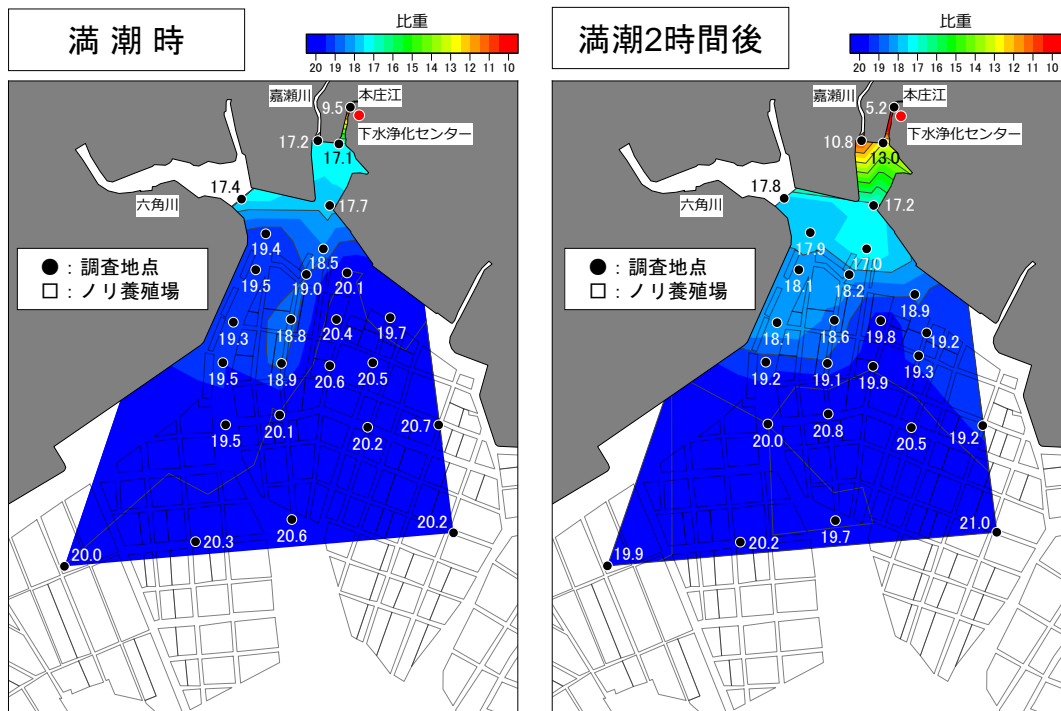 満 潮 時
比重
20 19 18 17 16 15 14 13 12 11 10
嘉瀬川
本庄江
9.5
下水浄化センター
17.2
17.1
17.4
六角川
17.7
19.4
18.5
● : 調査地点
□ : ノリ養殖場
19.5
19.0
20.1
19.3
18.8
20.4
19.7
19.5
18.9
20.6
20.5
19.5
20.1
20.2
20.7
20.0
20.3
20.6
20.2
満潮2時間後
比重
20 19 18 17 16 15 14 13 12 11 10
嘉瀬川
本庄江
5.2
下水浄化センター
10.8
13.0
17.8
六角川
17.2
17.9
17.0
● : 調査地点
□ : ノリ養殖場
18.1
18.2
18.9
18.1
18.6
19.8
19.2
19.2
19.1
19.9
19.3
20.0
20.8
20.5
19.2
19.9
20.2
19.7
21.0